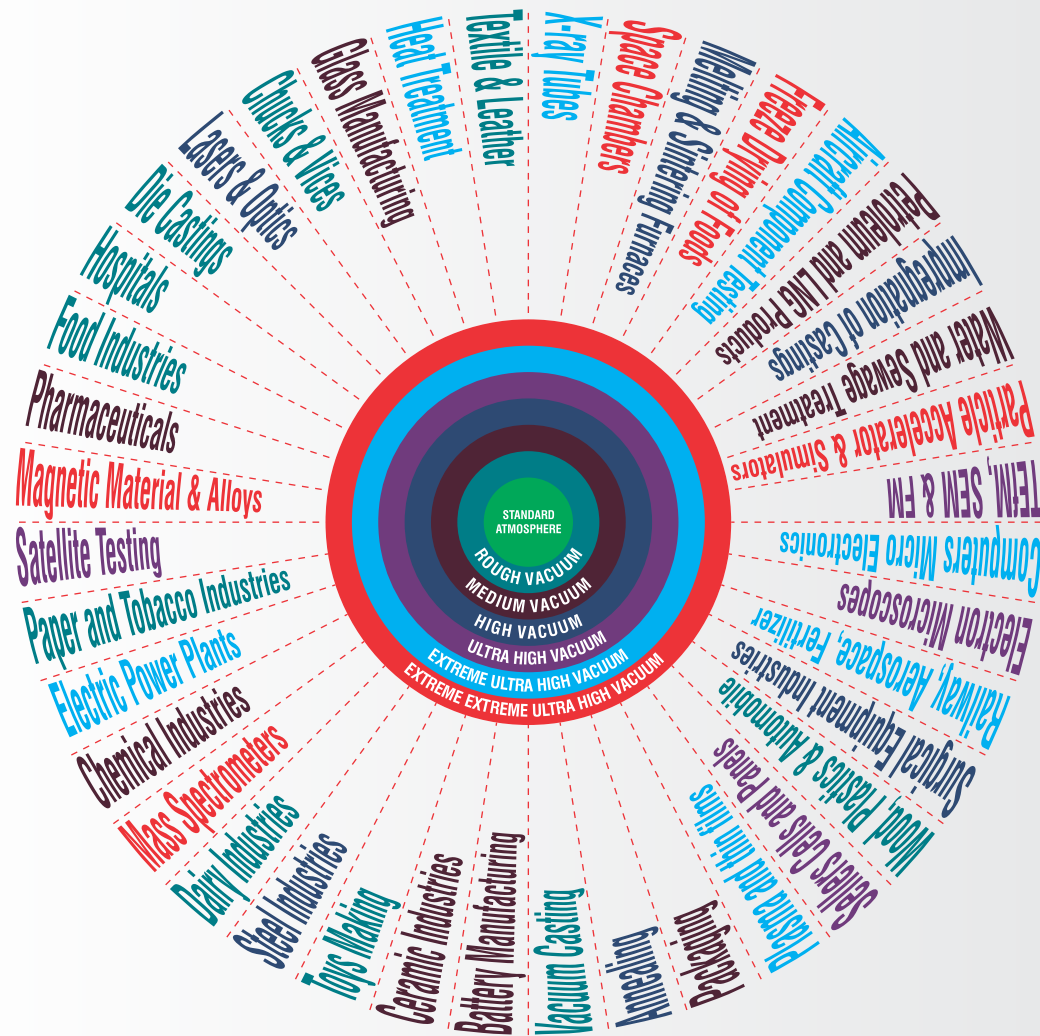 X-ray Tubes
Space Chambers
Melting & Sintering Furnaces
Freeze Drying of Foods
Aircraft Component Testing
Petroleum and LNG Products
Impregnation of Castings
Water and Sewage Treatment
Particle Accelerator & Simulators
TEfM, SEM & FM
Computers Micro Electronics
Electron Microscopes
Railway, Aerospace, Fertilizer
Surgical Equipment Industries
Wood, Plastics & Automobile
Sellers Cells and Panels
Plasma and thin films
Packaging
Annealing
Vacuum Casting
Battery Manufacturing
Ceramic Industries
Toys Making
Steel Industries
Dairy Industries
Mass Spectrometers
Chemical Industries
Electric Power Plants
Paper and Tobacco Industries
Satellite Testing
Magnetic Material & Alloys
Pharmaceuticals
Food Industries
Hospitals
Die Castings
Lasers & Optics
Chucks & Vices
Glass Manufacturing
Heat Treatment
Textile & Leather
STANDARD
ATMOSPHERE
ROUGH VACUUM
MEDIUM VACUUM
HIGH VACUUM
ULTRA HIGH VACUUM
EXTREME ULTRA HIGH VACUUM
EXTREME EXTREME ULTRA HIGH VACUUM